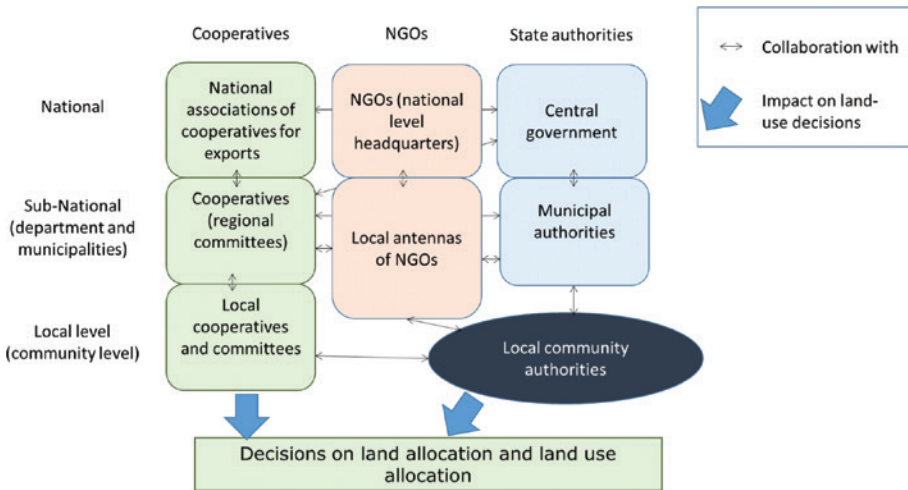 Cooperatives
NGOs
State authorities
Collaboration with
Impact on land-
use decisions
National
National
associations of
cooperatives for
exports
NGOs (national
level
headquarters)
Central
government
Sub-National
(department and
municipalities)
Cooperatives
(regional
committees)
Local antennas
of NGOs
Municipal
authorities
Local level
(community level)
Local
cooperatives
and committees
Local community
authorities
Decisions on land allocation and land use
allocation